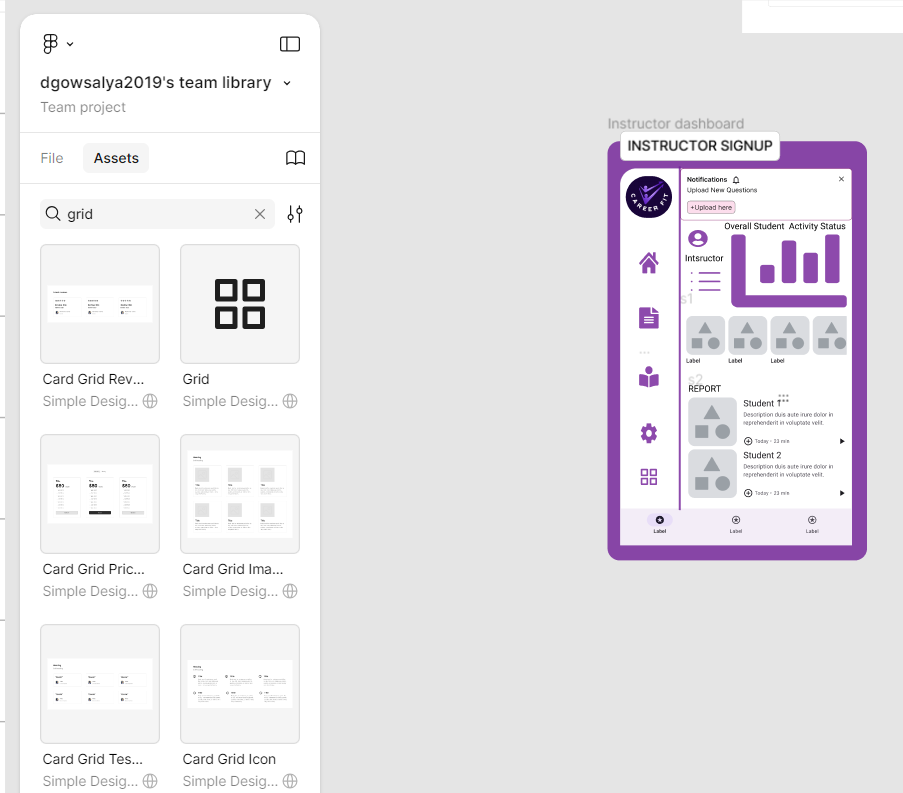 dgowsalya2019's team library
Team project
File
Assets
grid
Card Grid Rev...
Simple Desig...
Grid
Simple Desig...
Card Grid Pric...
Simple Desig...
Card Grid Ima...
Simple Desig...
Card Grid Tes...
Simple Desig...
Card Grid Icon
Simple Desig...
Instructor dashboard
INSTRUCTOR SIGNUP
CAREER FIT
Notifications
Upload New Questions
+Upload here
Overall Student Activity Status
Intsructor
s1
Label
Label
Label
s2
REPORT
Student 1
Description duis aute irure dolor in
reprehenderit in voluptate velit.
Today • 23 min
Student 2
Description duis aute irure dolor in
reprehenderit in voluptate velit.
Today • 23 min
Label
Label
Label